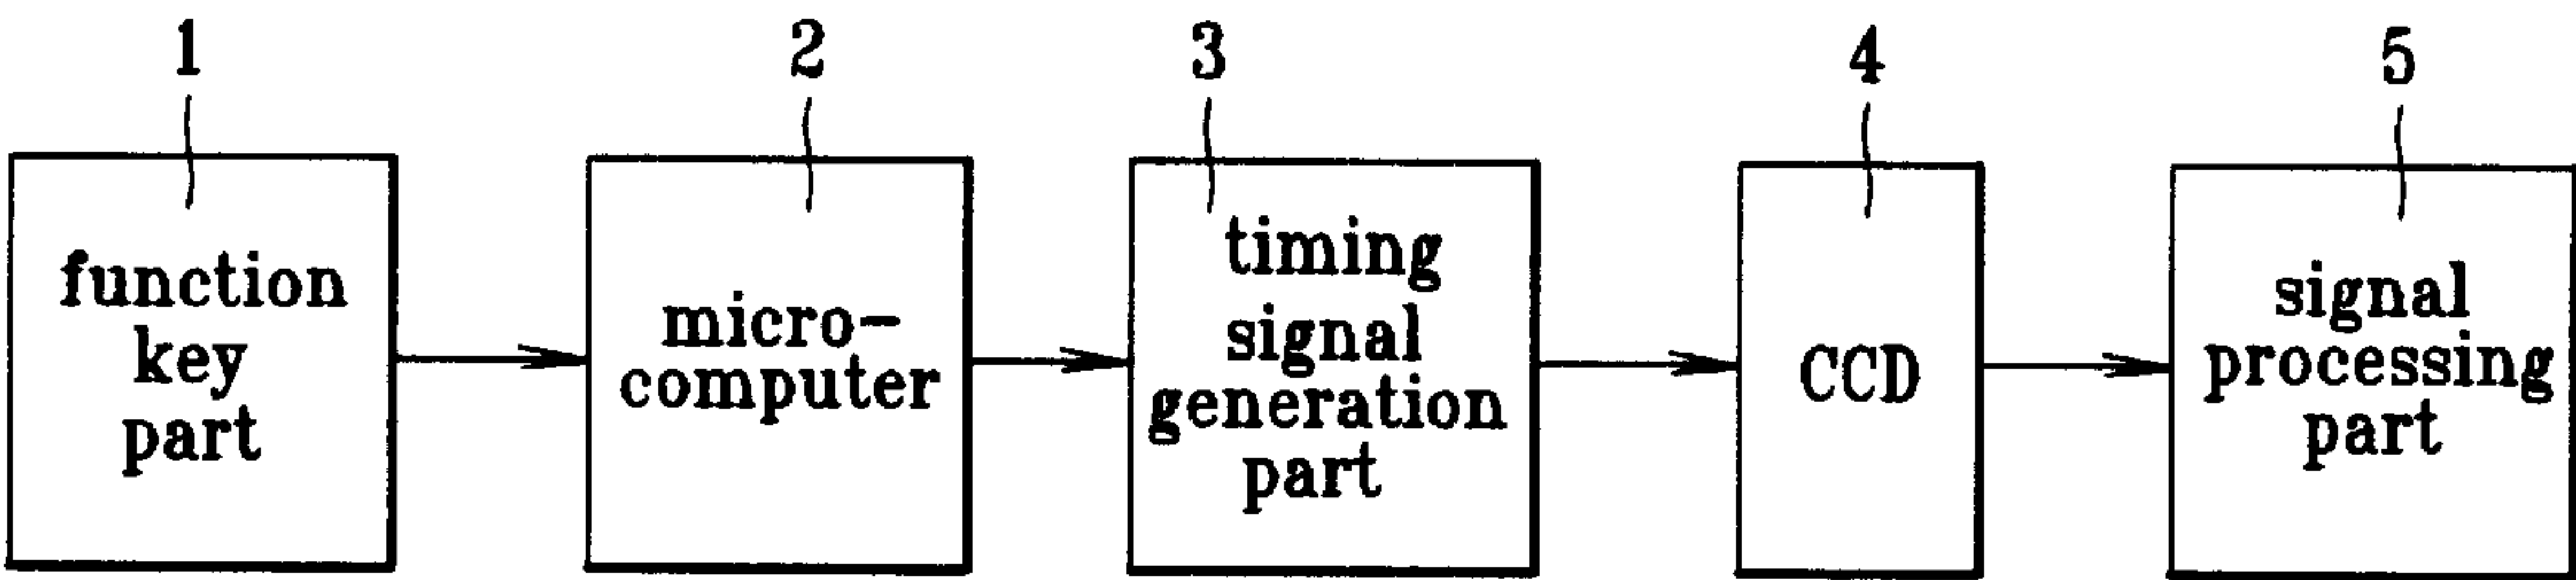 1
2
3
4
5
function
key
part
micro-
computer
timing
signal
generation
part
CCD
signal
processing
part